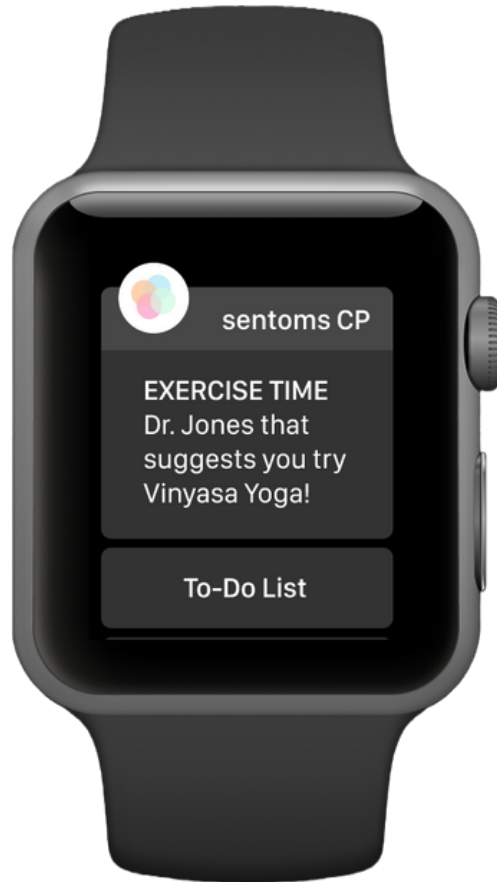 sentoms CP
EXERCISE TIME
Dr. Jones that
suggests you try
Vinyasa Yoga!
To-Do List